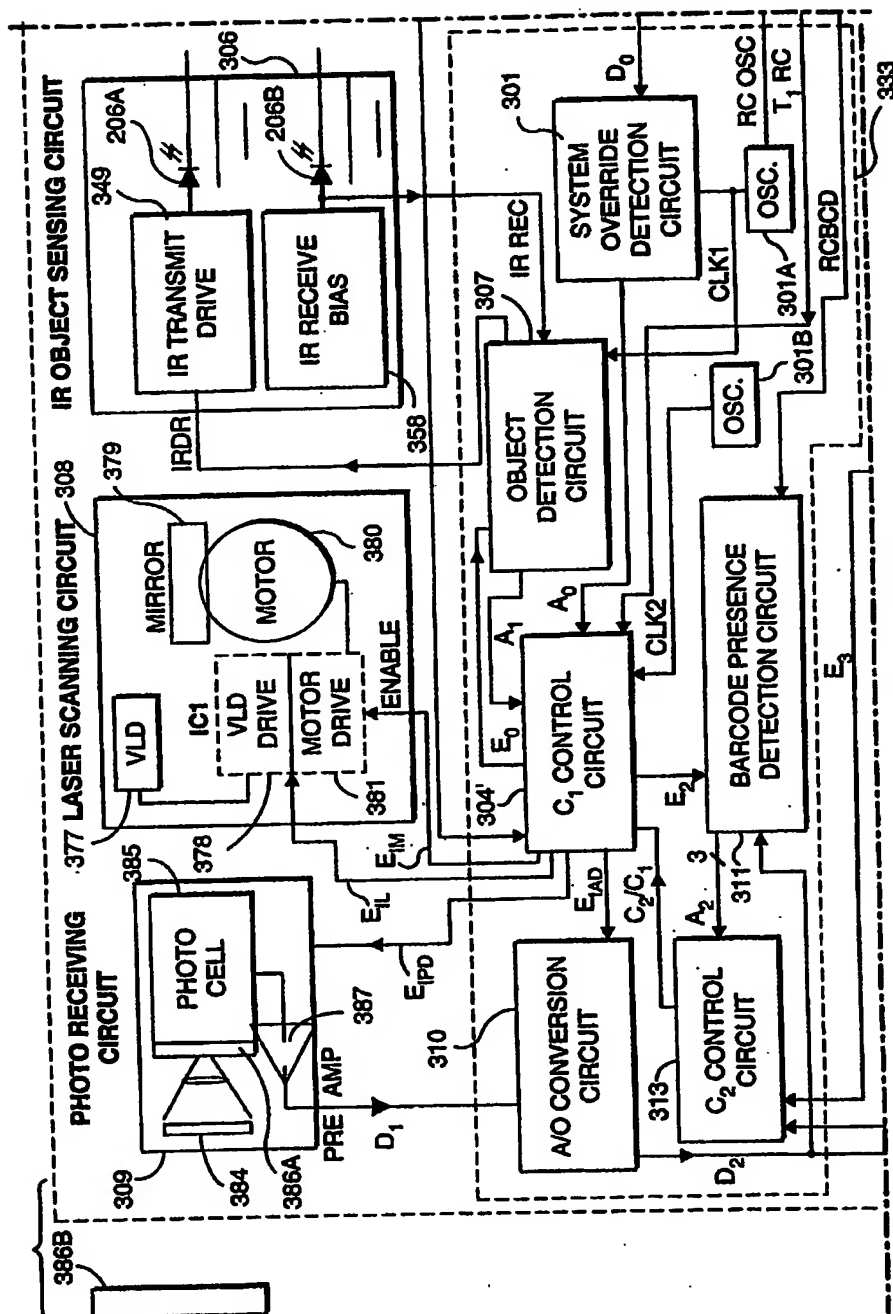 386B
PHOTO RECEIVING
CIRCUIT
309
384
386A
385
PHOTO
CELL
387
PRE AMP
D1
377 LASER SCANNING CIRCUIT 308
VLD
IC1
VLD
DRIVE
MOTOR
DRIVE
378
381
MIRROR
379
MOTOR
380
ENABLE
EIM
EIL
EIPD
IR OBJECT SENSING CIRCUIT
349
IR TRANSMIT
DRIVE
206A
306
206B
IR RECEIVE
BIAS
358
IRDR
IR REC
307
OBJECT
DETECTION
CIRCUIT
D0
301
SYSTEM
OVERRIDE
DETECTION
CIRCUIT
CLK1
OSC.
301A
RC OSC
T1 RC
RCBCD
333
OSC.
301B
CLK2
A1
A0
E0
304'
C1 CONTROL
CIRCUIT
EIAD
C2/C1
E2
310
A/O CONVERSION
CIRCUIT
D2
313
C2 CONTROL
CIRCUIT
A2
3
311
BARCODE PRESENCE
DETECTION CIRCUIT
E3